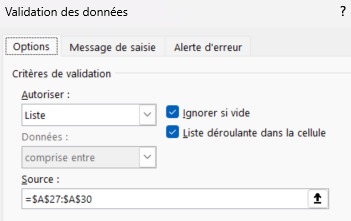 Validation des données ?
Options Message de saisie Alerte d'erreur
Critères de validation
Autoriser :
Liste Ignorer si vide
Données : Liste déroulante dans la cellule
comprise entre
Source :
=$A$27:$A$30